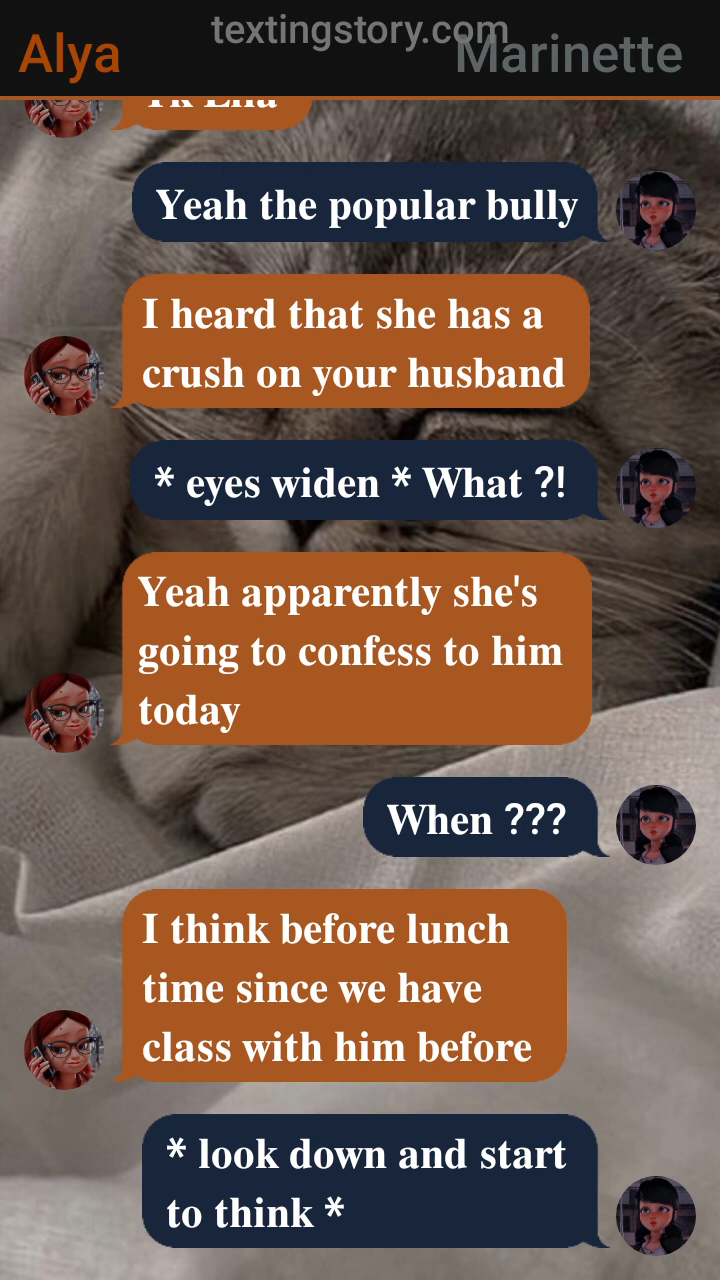 textingstory.com
Alya
Marinette
Yeah the popular bully
I heard that she has a
crush on your husband
* eyes widen * What ?!
Yeah apparently she's
going to confess to him
today
When ???
I think before lunch
time since we have
class with him before
* look down and start
to think *